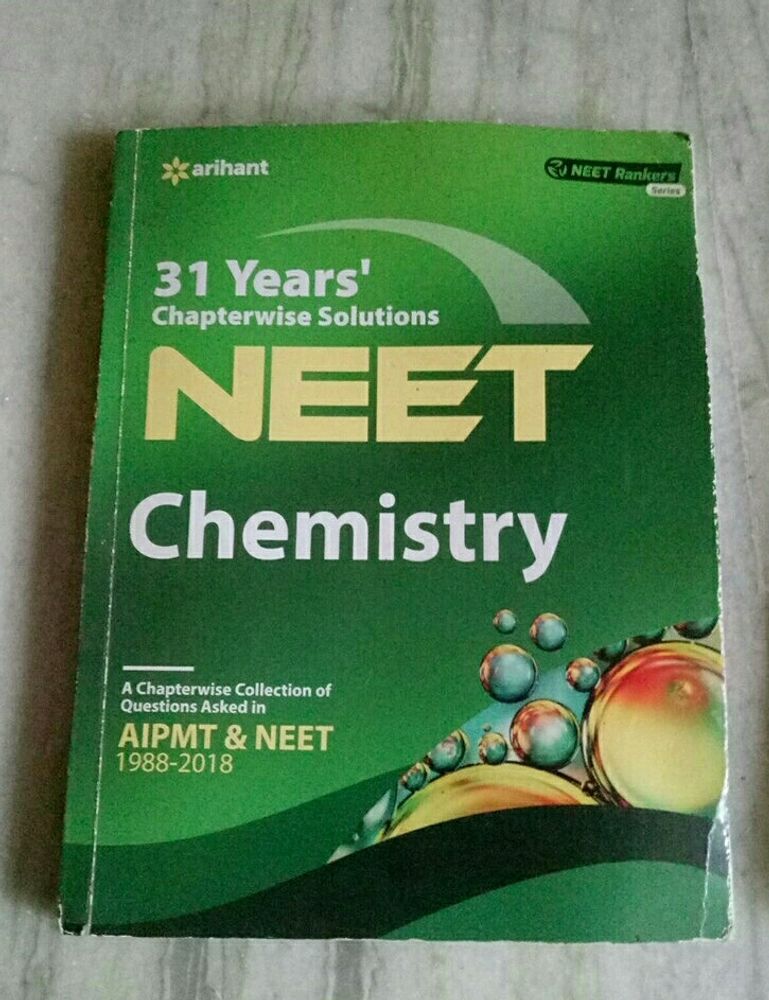 arihant
NEET Rankers
Series
31 Years'
Chapterwise Solutions
NEET
Chemistry
A Chapterwise Collection of
Questions Asked in
AIPMT & NEET
1988-2018